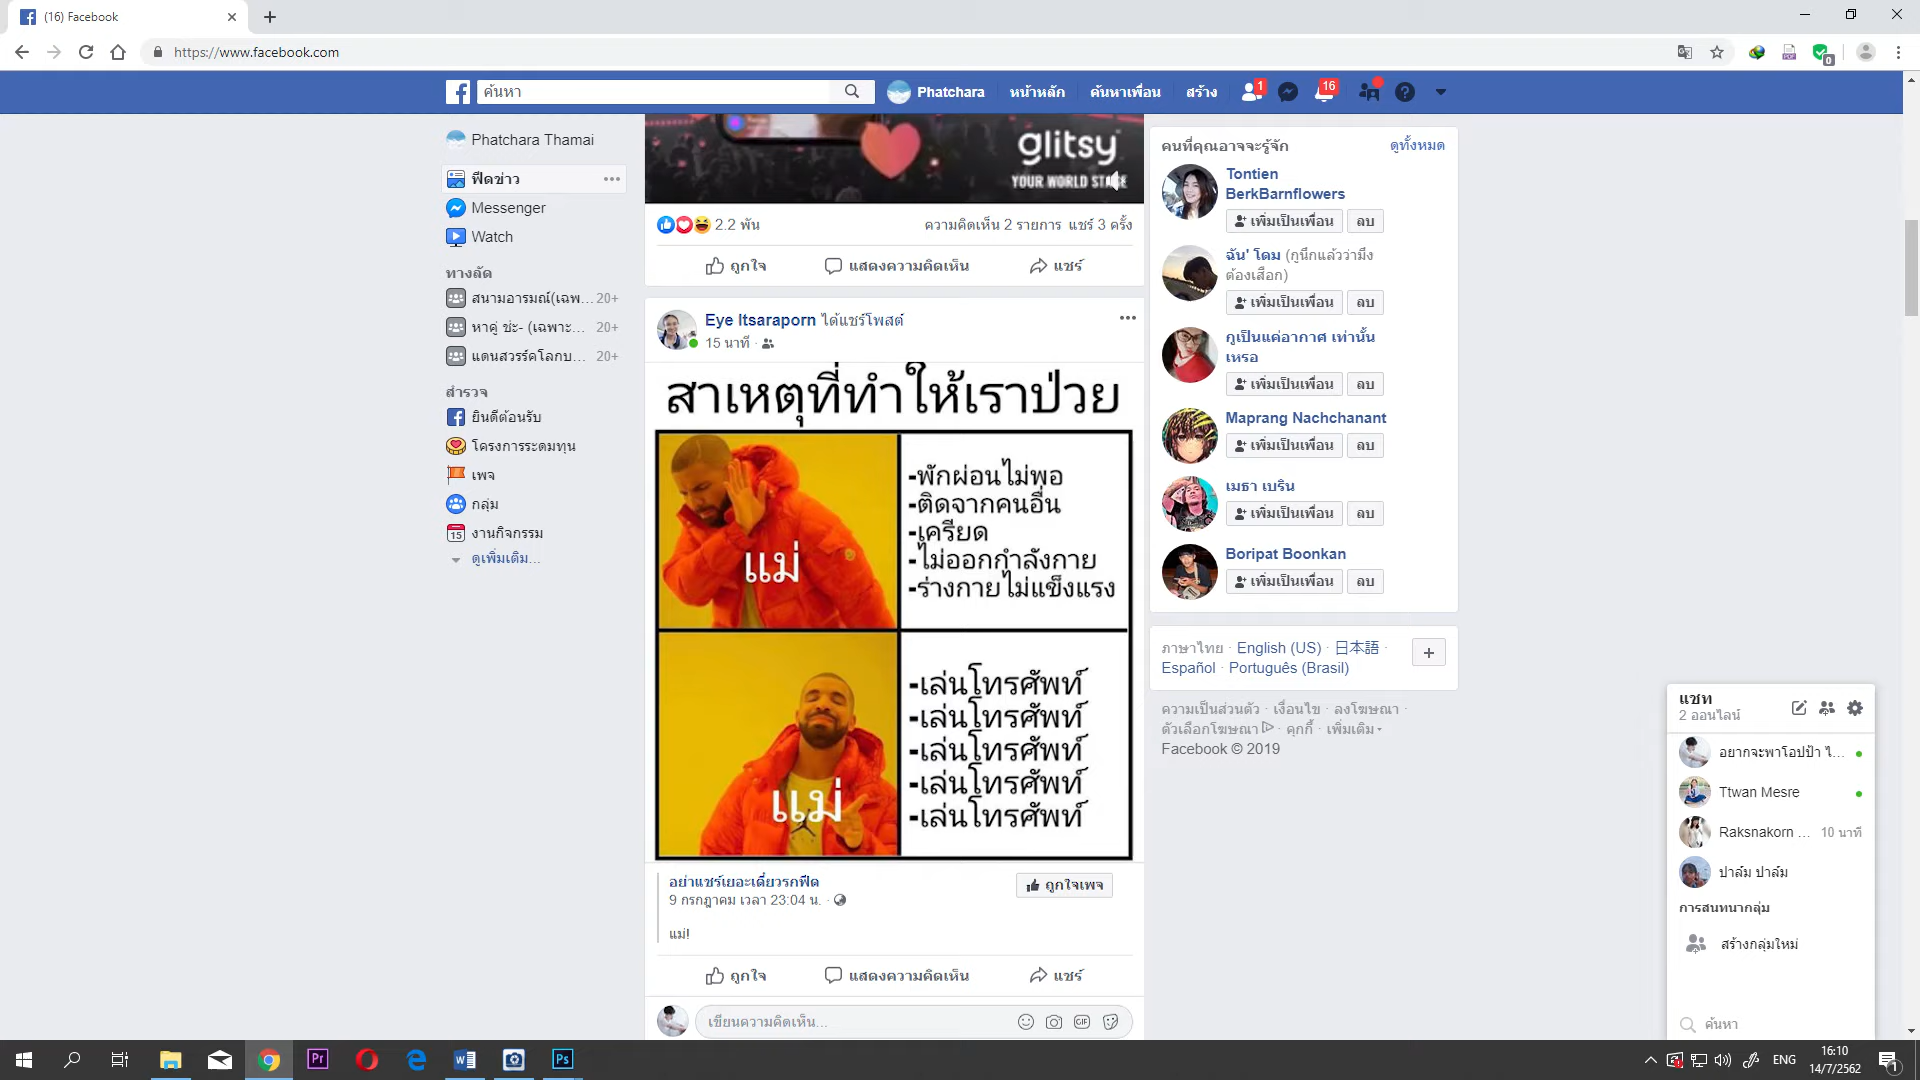 (16) Facebook
https://www.facebook.com
ค้นหา
Phatchara
หน้าหลัก
ค้นหาเพื่อน
สร้าง
1
16
Phatchara Thamai
ฟีดข่าว
Messenger
Watch
ทางลัด
สนามอารมณ์(เฉพ... 20+
หาคู่ ช่ะ- (เฉพาะ... 20+
แดนสวรรค์โลกบ... 20+
สำรวจ
ยินดีต้อนรับ
โครงการระดมทุน
เพจ
กลุ่ม
15 งานกิจกรรม
ดูเพิ่มเติม...
glitsy
YOUR WORLD
2.2 พัน
ความคิดเห็น 2 รายการ แชร์ 3 ครั้ง
ถูกใจ
แสดงความคิดเห็น
แชร์
Eye Itsaraporn ได้แชร์โพสต์
15 นาที ·
สาเหตุที่ทำให้เราป่วย
แม่
-พักผ่อนไม่พอ
-ติดจากคนอื่น
-เครียด
-ไม่ออกกำลังกาย
-ร่างกายไม่แข็งแรง
แม่
-เล่นโทรศัพท์
-เล่นโทรศัพท์
-เล่นโทรศัพท์
-เล่นโทรศัพท์
-เล่นโทรศัพท์
อย่าแชร์เยอะเดี๋ยวรกฟีด
9 กรกฎาคม เวลา 23:04 น. ·
ถูกใจเพจ
แม่!
ถูกใจ
แสดงความคิดเห็น
แชร์
เขียนความคิดเห็น...
GIF
คนที่คุณอาจจะรู้จัก
ดูทั้งหมด
Tontien
BerkBarnflowers
เพิ่มเป็นเพื่อน
ลบ
ฉัน' โดม (กูนึกแล้วว่ามึง
ต้องเสือก)
เพิ่มเป็นเพื่อน
ลบ
กูเป็นแค่อากาศ เท่านั้น
เหรอ
เพิ่มเป็นเพื่อน
ลบ
Maprang Nachchanant
เพิ่มเป็นเพื่อน
ลบ
เมธา เบริน
เพิ่มเป็นเพื่อน
ลบ
Boripat Boonkan
เพิ่มเป็นเพื่อน
ลบ
ภาษาไทย · English (US) · 日本語 ·
Español · Português (Brasil)
ความเป็นส่วนตัว · เงื่อนไข · ลงโฆษณา ·
ตัวเลือกโฆษณา · คุกกี้ · เพิ่มเติม
Facebook © 2019
แชท
2 ออนไลน์
อยากจะพาโอปป้า ไ...
Ttwan Mesre
Raksnakorn ... 10 นาที
ปาล์ม ปาล์ม
การสนทนากลุ่ม
สร้างกลุ่มใหม่
ค้นหา
Pr
Ps
ENG
16:10
14/7/2562
1